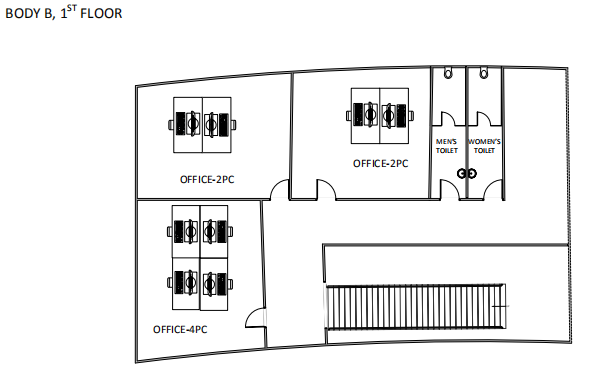 BODY B, 1ST FLOOR
OFFICE-2PC
OFFICE-2PC
MEN'S
TOILET
WOMEN'S
TOILET
OFFICE-4PC